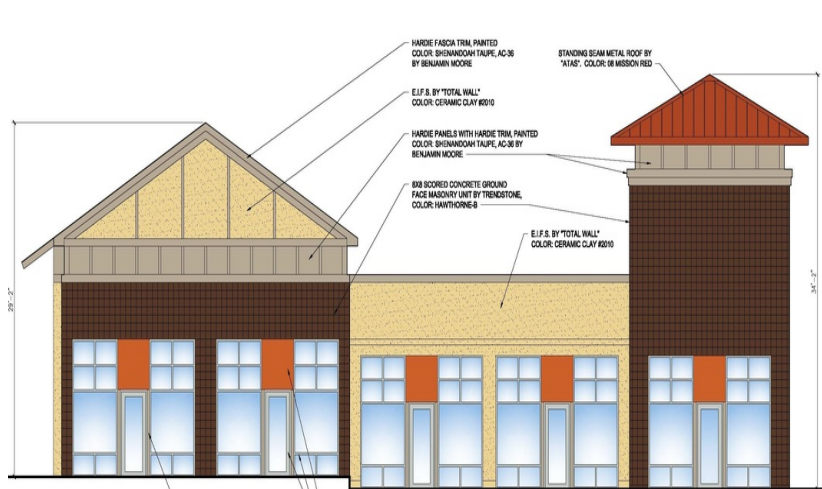 HARDIE FASCIA TRIM, PAINTED
COLOR: SHENANDOAH TAUPE, AC-36
BY BENJAMIN MOORE
STANDING SEAM METAL ROOF BY
"ATAS". COLOR: 08 MISSION RED
E.I.F.S. BY "TOTAL WALL"
COLOR: CERAMIC CLAY #2010
HARDIE PANELS WITH HARDIE TRIM, PAINTED
COLOR: SHENANDOAH TAUPE, AC-36 BY
BENJAMIN MOORE
8X8 SCORED CONCRETE GROUND
FACE MASONRY UNIT BY TRENDSTONE,
COLOR: HAWTHORNE-B
E.I.F.S. BY "TOTAL WALL"
COLOR: CERAMIC CLAY #2010
29'-2"
34'-2"